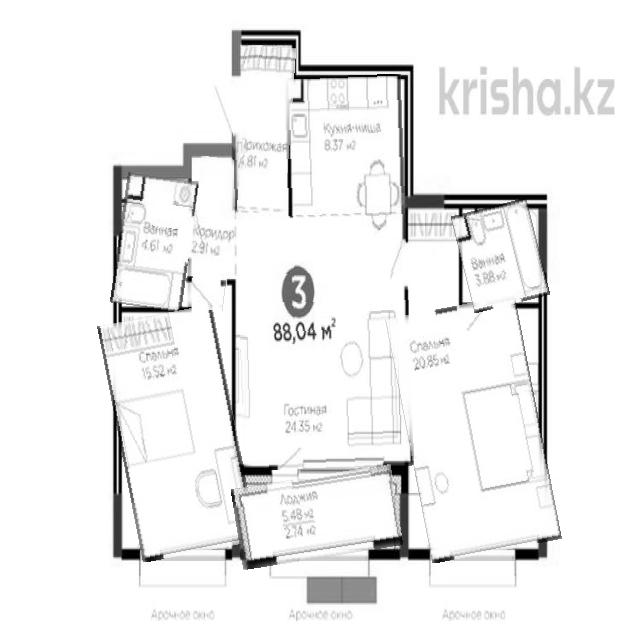 krisha.kz
Прихожая
4.81 м2
Кухня-ниша
8.37 м2
Ванная
4.61 м2
Коридор
2.91 м2
Ванная
3.88 м2
3
88,04 м²
Спальня
15.52 м2
Спальня
20.85 м2
Гостиная
24.35 м2
Лоджия
5.48 м2
2.74 м2
Арочное окно
Арочное окно
Арочное окно